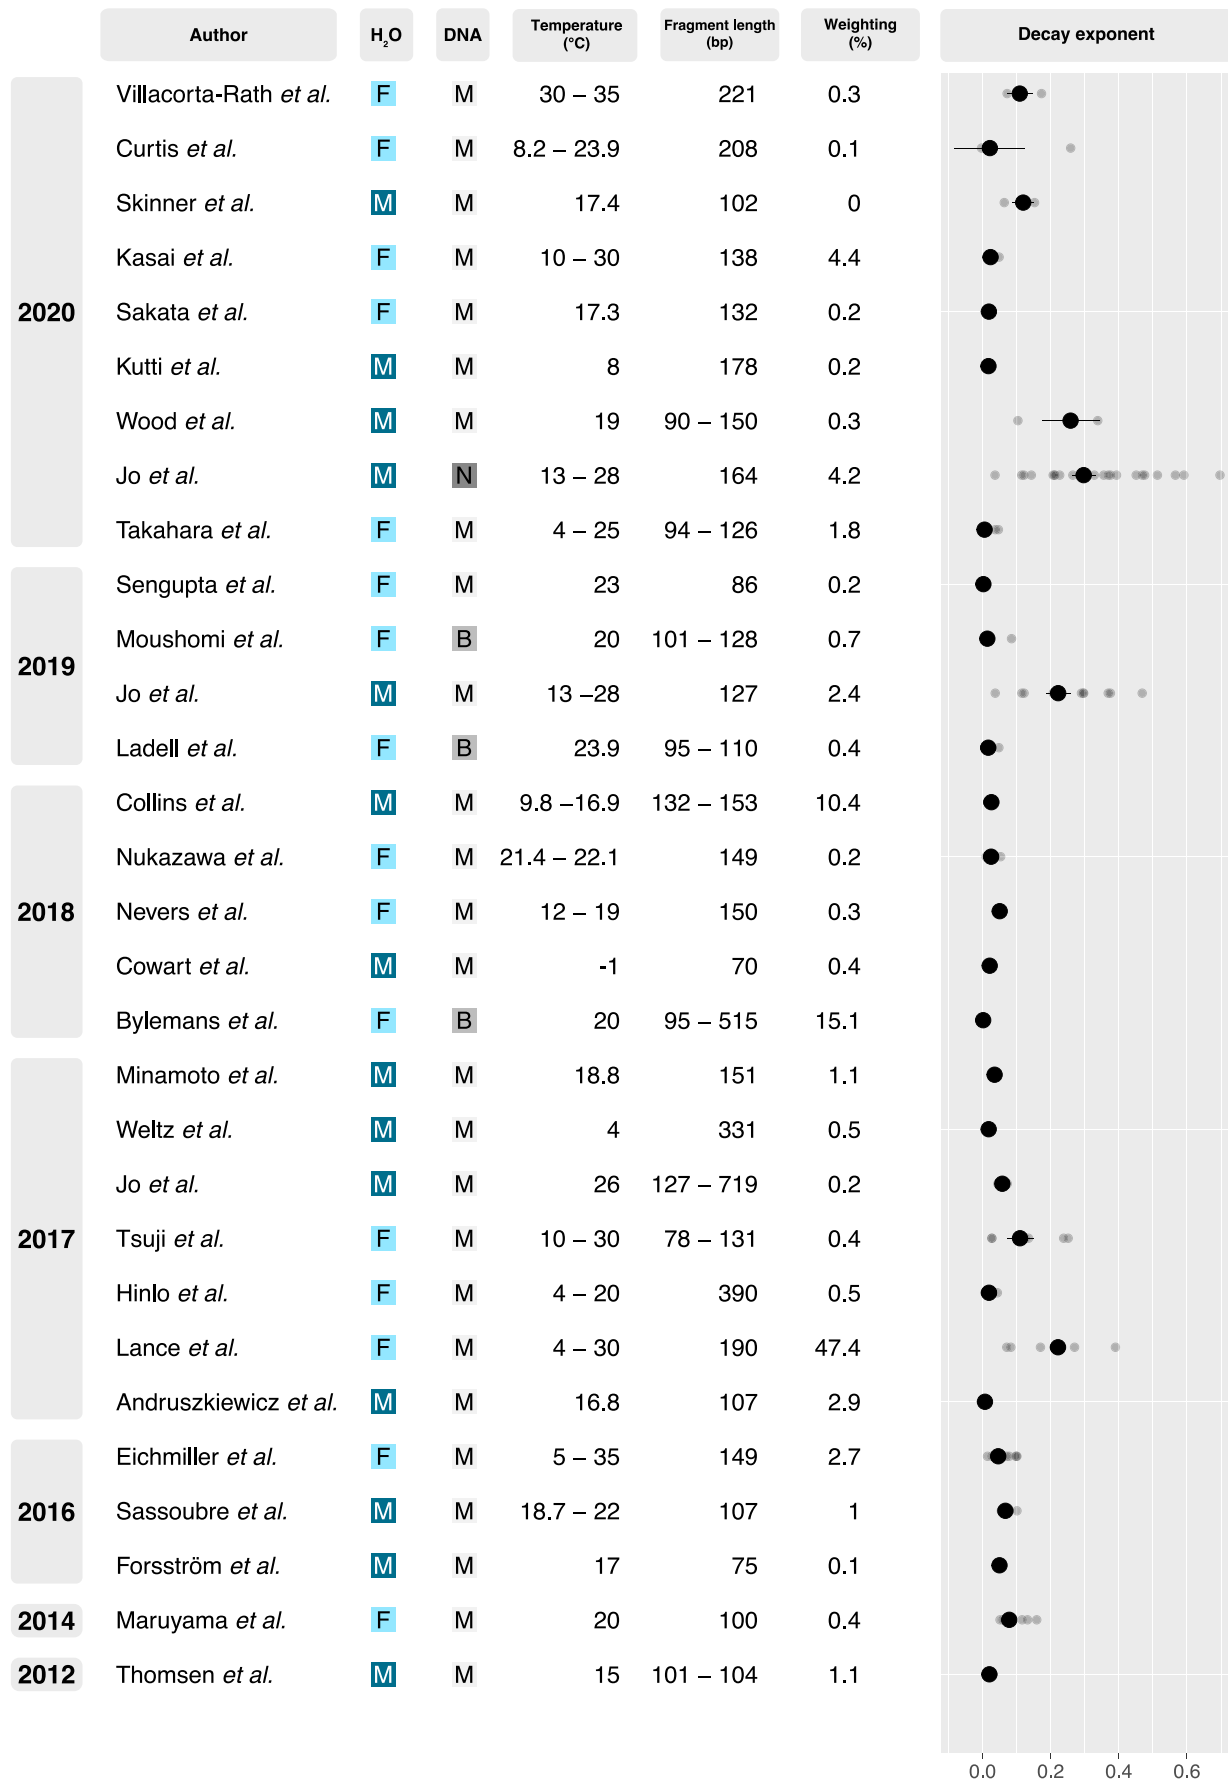 Author H₂O DNA Temperature (°C) Fragment length (bp) Weighting (%) Decay exponent
Villacorta-Rath et al. F M 30 – 35 221 0.3
Curtis et al. F M 8.2 – 23.9 208 0.1
Skinner et al. M M 17.4 102 0
Kasai et al. F M 10 – 30 138 4.4
2020 Sakata et al. F M 17.3 132 0.2
Kutti et al. M M 8 178 0.2
Wood et al. M M 19 90 – 150 0.3
Jo et al. M N 13 – 28 164 4.2
Takahara et al. F M 4 – 25 94 – 126 1.8
Sengupta et al. F M 23 86 0.2
Moushomi et al. F B 20 101 – 128 0.7
2019
Jo et al. M M 13 –28 127 2.4
Ladell et al. F B 23.9 95 – 110 0.4
Collins et al. M M 9.8 –16.9 132 – 153 10.4
Nukazawa et al. F M 21.4 – 22.1 149 0.2
2018 Nevers et al. F M 12 – 19 150 0.3
Cowart et al. M M -1 70 0.4
Bylemans et al. F B 20 95 – 515 15.1
Minamoto et al. M M 18.8 151 1.1
Weltz et al. M M 4 331 0.5
Jo et al. M M 26 127 – 719 0.2
2017 Tsuji et al. F M 10 – 30 78 – 131 0.4
Hinlo et al. F M 4 – 20 390 0.5
Lance et al. F M 4 – 30 190 47.4
Andruszkiewicz et al. M M 16.8 107 2.9
Eichmiller et al. F M 5 – 35 149 2.7
2016 Sassoubre et al. M M 18.7 – 22 107 1
Forsström et al. M M 17 75 0.1
2014 Maruyama et al. F M 20 100 0.4
2012 Thomsen et al. M M 15 101 – 104 1.1
0.0 0.2 0.4 0.6